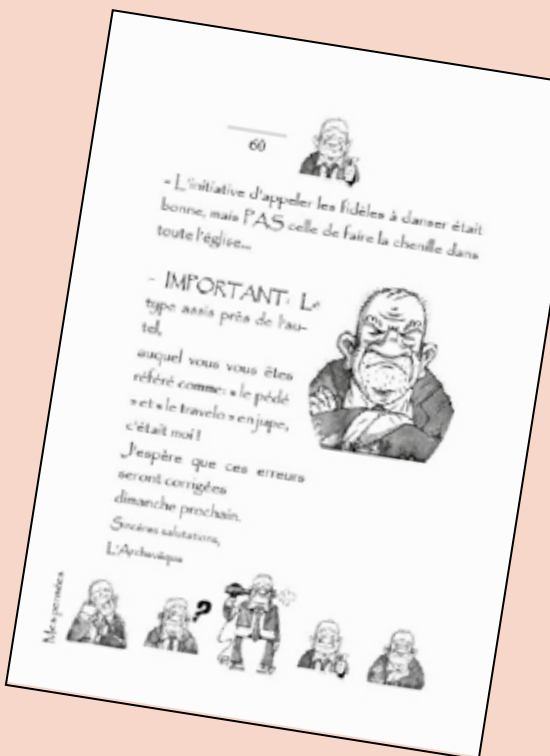 60
- L'initiative d'appeler les fidèles à danser était
bonne, mais PAS celle de faire la chenille dans
toute l'église...
- IMPORTANT: Le
type assis près de l'au-
tel,
auquel vous vous êtes
référé comme: « le pédé
» et « le travelo » en jupe,
c'était moi !
J'espère que ces erreurs
seront corrigées
dimanche prochain.
Sincères salutations,
L'Archevêque
Mes pensées
?